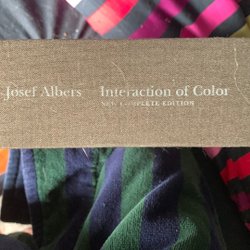 Josef Albers Interaction of Color
NEW COMPLETE EDITION